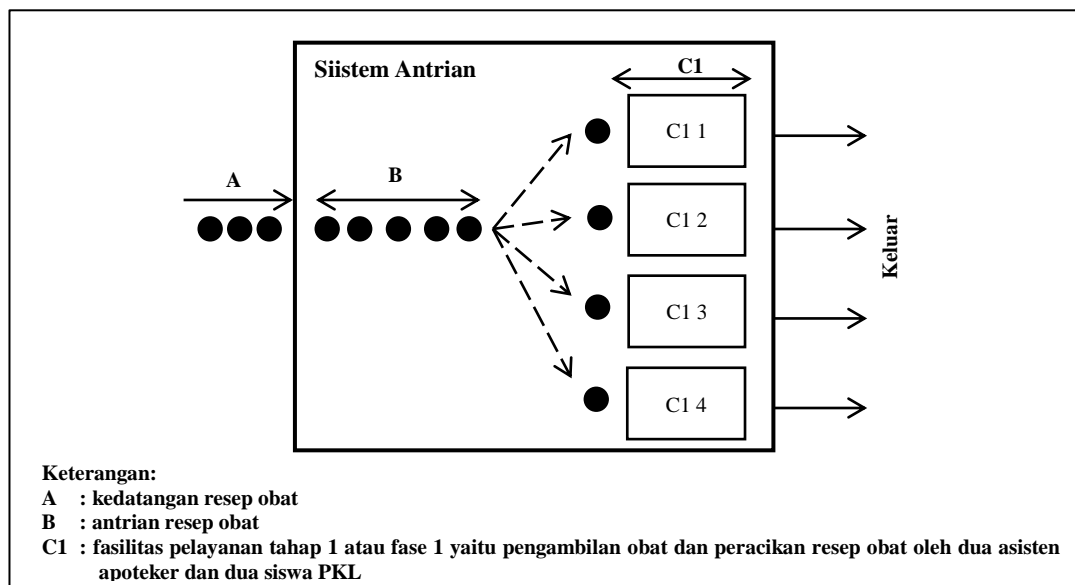 Siistem Antrian
C1
C1 1
A
B
C1 2
Keluar
C1 3
C1 4
Keterangan:
A : kedatangan resep obat
B : antrian resep obat
C1 : fasilitas pelayanan tahap 1 atau fase 1 yaitu pengambilan obat dan peracikan resep obat oleh dua asisten
apoteker dan dua siswa PKL